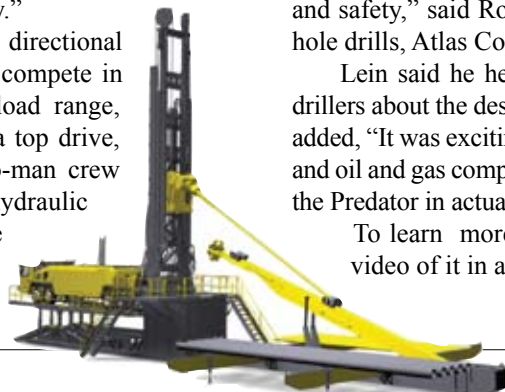 y.”
directional
compete in
load range,
a top drive,
-man crew
ydraulic
and safety,” said Ro
hole drills, Atlas Co
Lein said he he
drillers about the des
added, “It was exciti
and oil and gas comp
the Predator in actua
To learn more
video of it in a